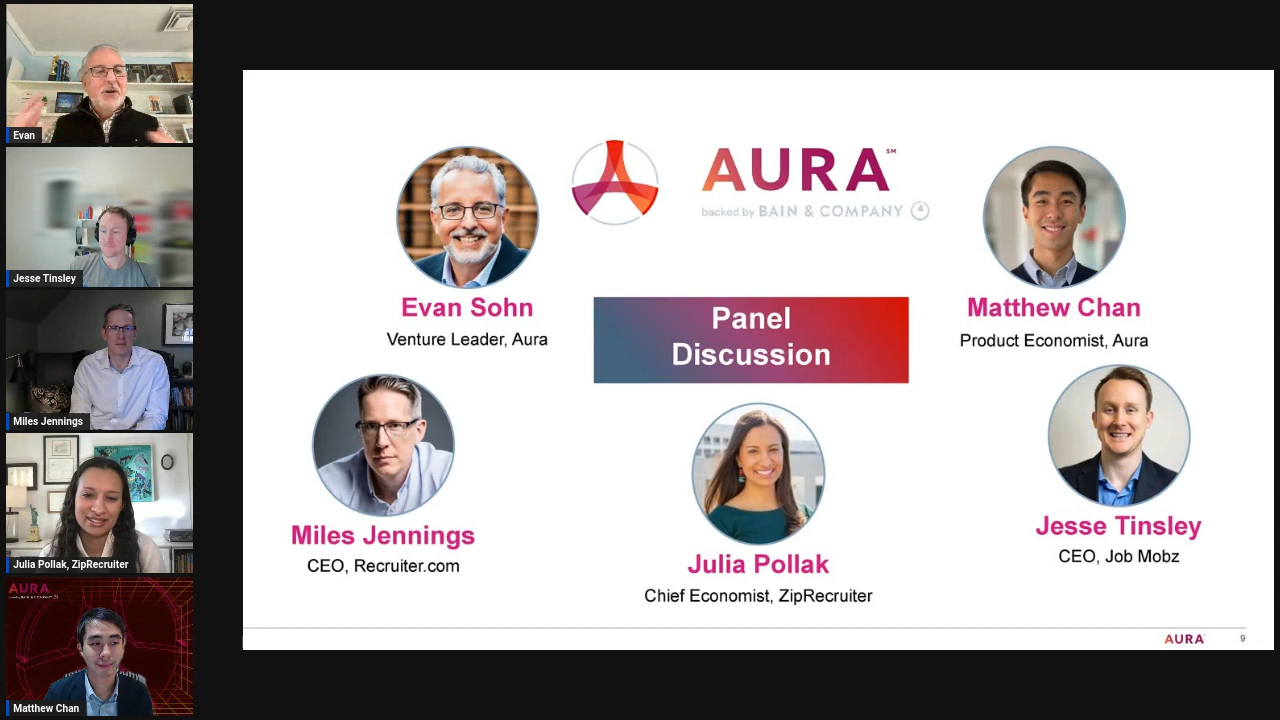 Evan
Jesse Tinsley
Miles Jennings
Julia Pollak, ZipRecruiter
AURA
Matthew Chan
AURA℠
backed by BAIN & COMPANY
Evan Sohn
Venture Leader, Aura
Matthew Chan
Product Economist, Aura
Panel
Discussion
Miles Jennings
CEO, Recruiter.com
Julia Pollak
Chief Economist, ZipRecruiter
Jesse Tinsley
CEO, Job Mobz
AURA
9